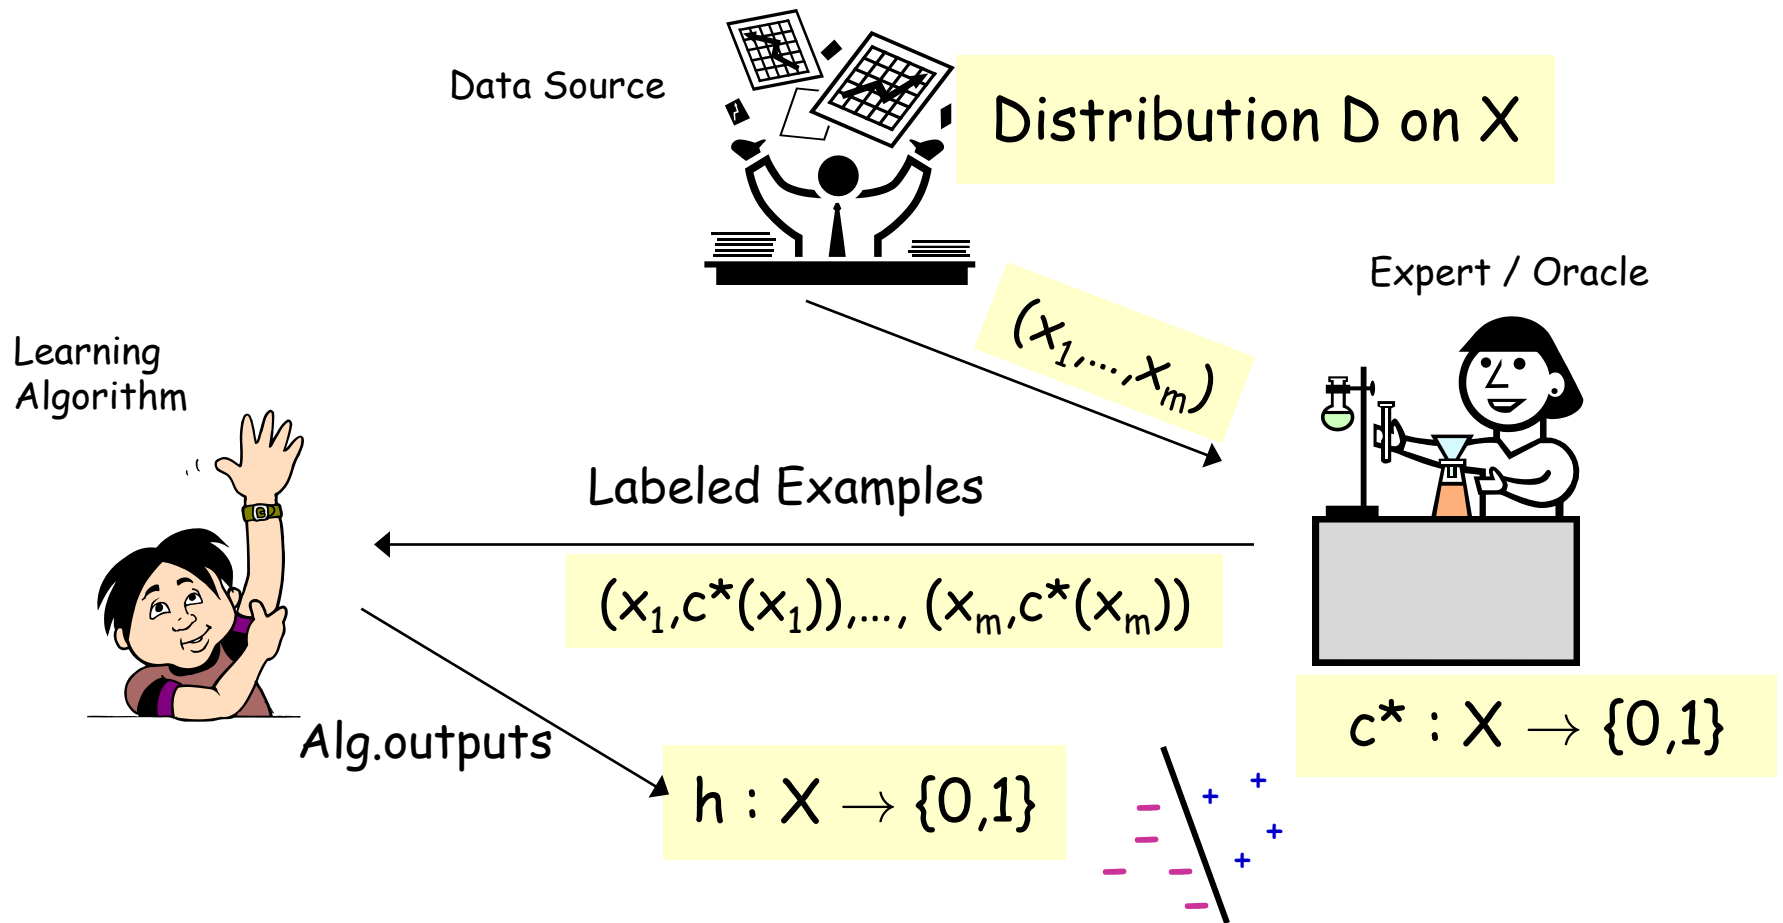 Data Source
Distribution D on X
Expert / Oracle
(x₁,...,xₘ)
Learning
Algorithm
Labeled Examples
(x₁,c*(x₁)),..., (xₘ,c*(xₘ))
c* : X → {0,1}
Alg.outputs
h : X → {0,1}